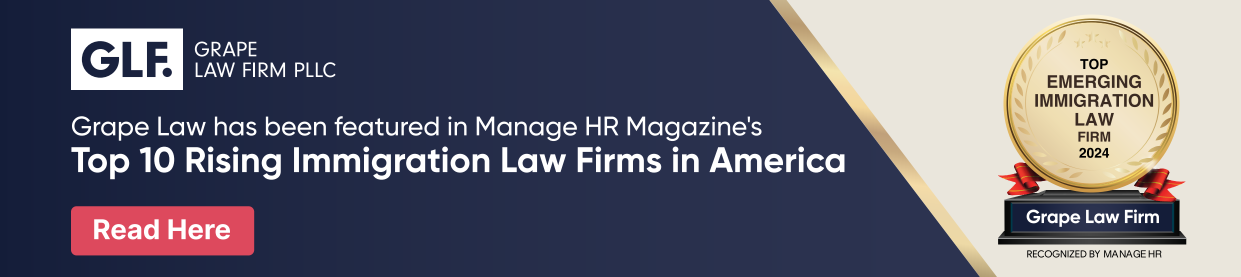 GLF.
GRAPE
LAW FIRM PLLC
Grape Law has been featured in Manage HR Magazine's
Top 10 Rising Immigration Law Firms in America
Read Here
TOP
EMERGING
IMMIGRATION
LAW
FIRM
2024
Grape Law Firm
RECOGNIZED BY MANAGE HR